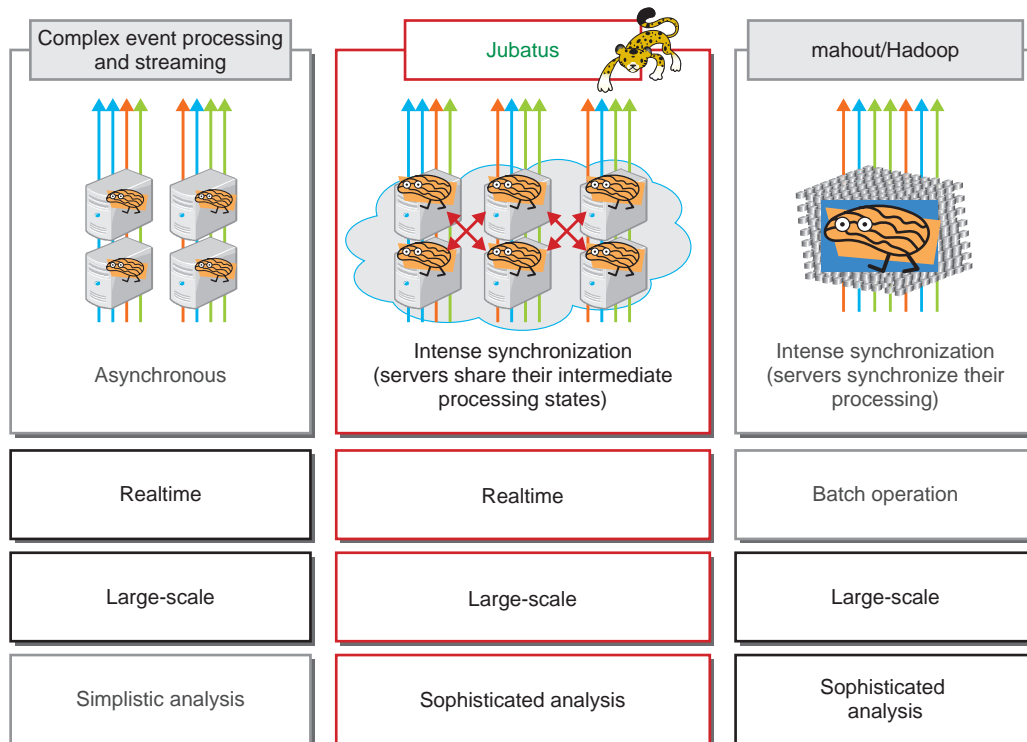 Complex event processing
and streaming
Asynchronous
Realtime
Large-scale
Simplistic analysis
Jubatus
Intense synchronization
(servers share their intermediate
processing states)
Realtime
Large-scale
Sophisticated analysis
mahout/Hadoop
Intense synchronization
(servers synchronize their
processing)
Batch operation
Large-scale
Sophisticated
analysis